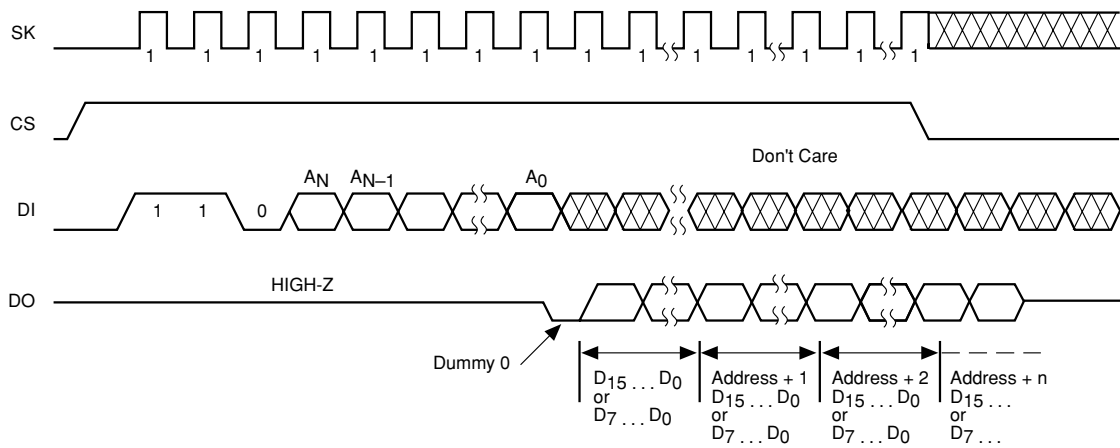 SK
1 1 1 1 1 1 1 1 1 1 1 1 1 1 1
CS
Don't Care
AN AN–1 A0
DI
1 1 0
HIGH-Z
DO
Dummy 0
D15 . . . D0
or
D7 . . . D0
Address + 1
D15 . . . D0
or
D7 . . . D0
Address + 2
D15 . . . D0
or
D7 . . . D0
Address + n
D15 . . .
or
D7 . . .